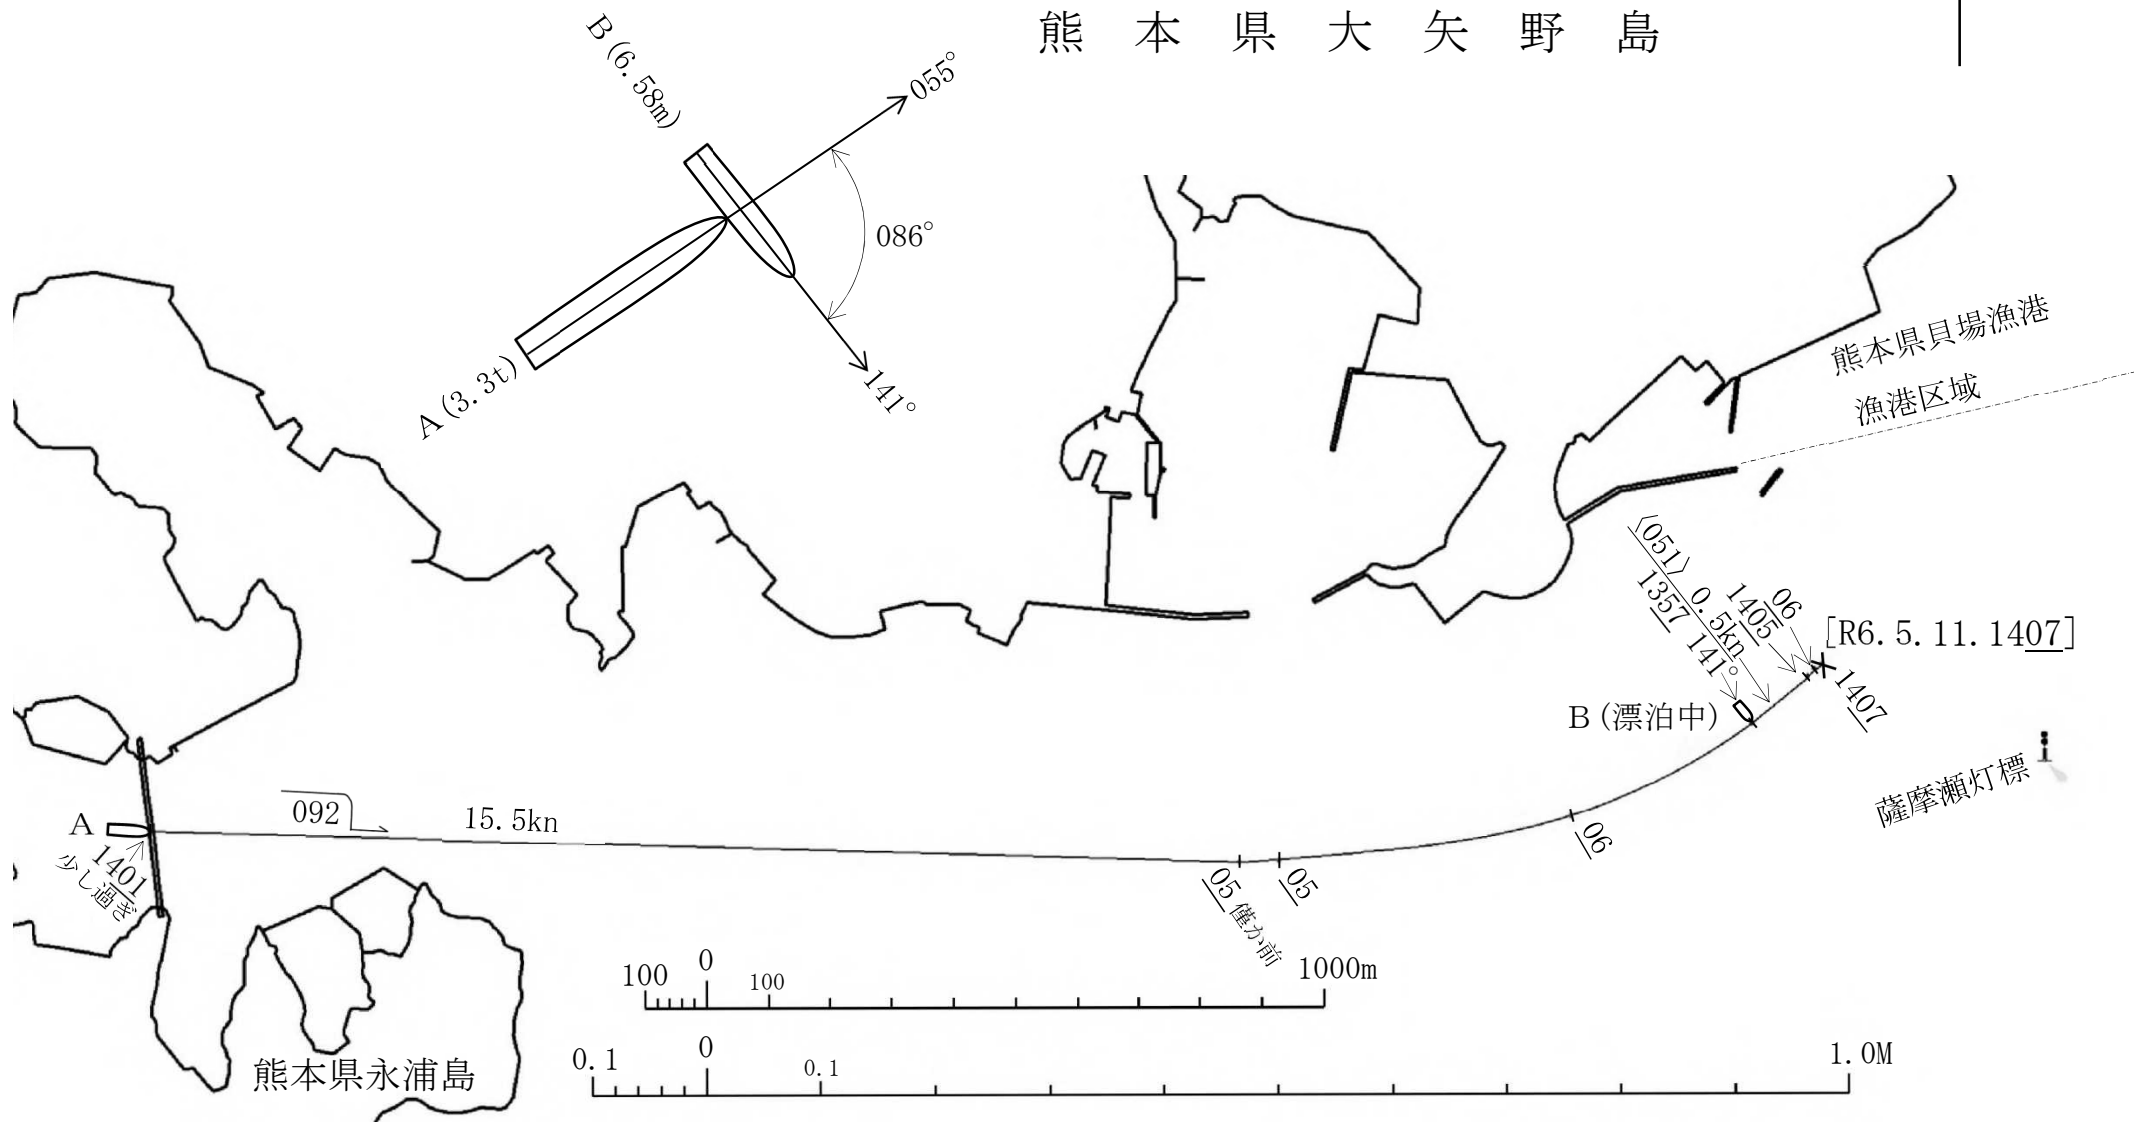 熊本県大矢野島
B(6.58m)
055°
086°
A(3.3t)
141°
熊本県貝場漁港
漁港区域
〈051〉 0.5kn
1357 141°
1405
06
[R6.5.11.1407]
1407
B(漂泊中)
薩摩瀬灯標
A
092
15.5kn
1401
少し過ぎ
05 僅か前
05
06
100 0 100 1000m
0.1 0 0.1 1.0M
熊本県永浦島